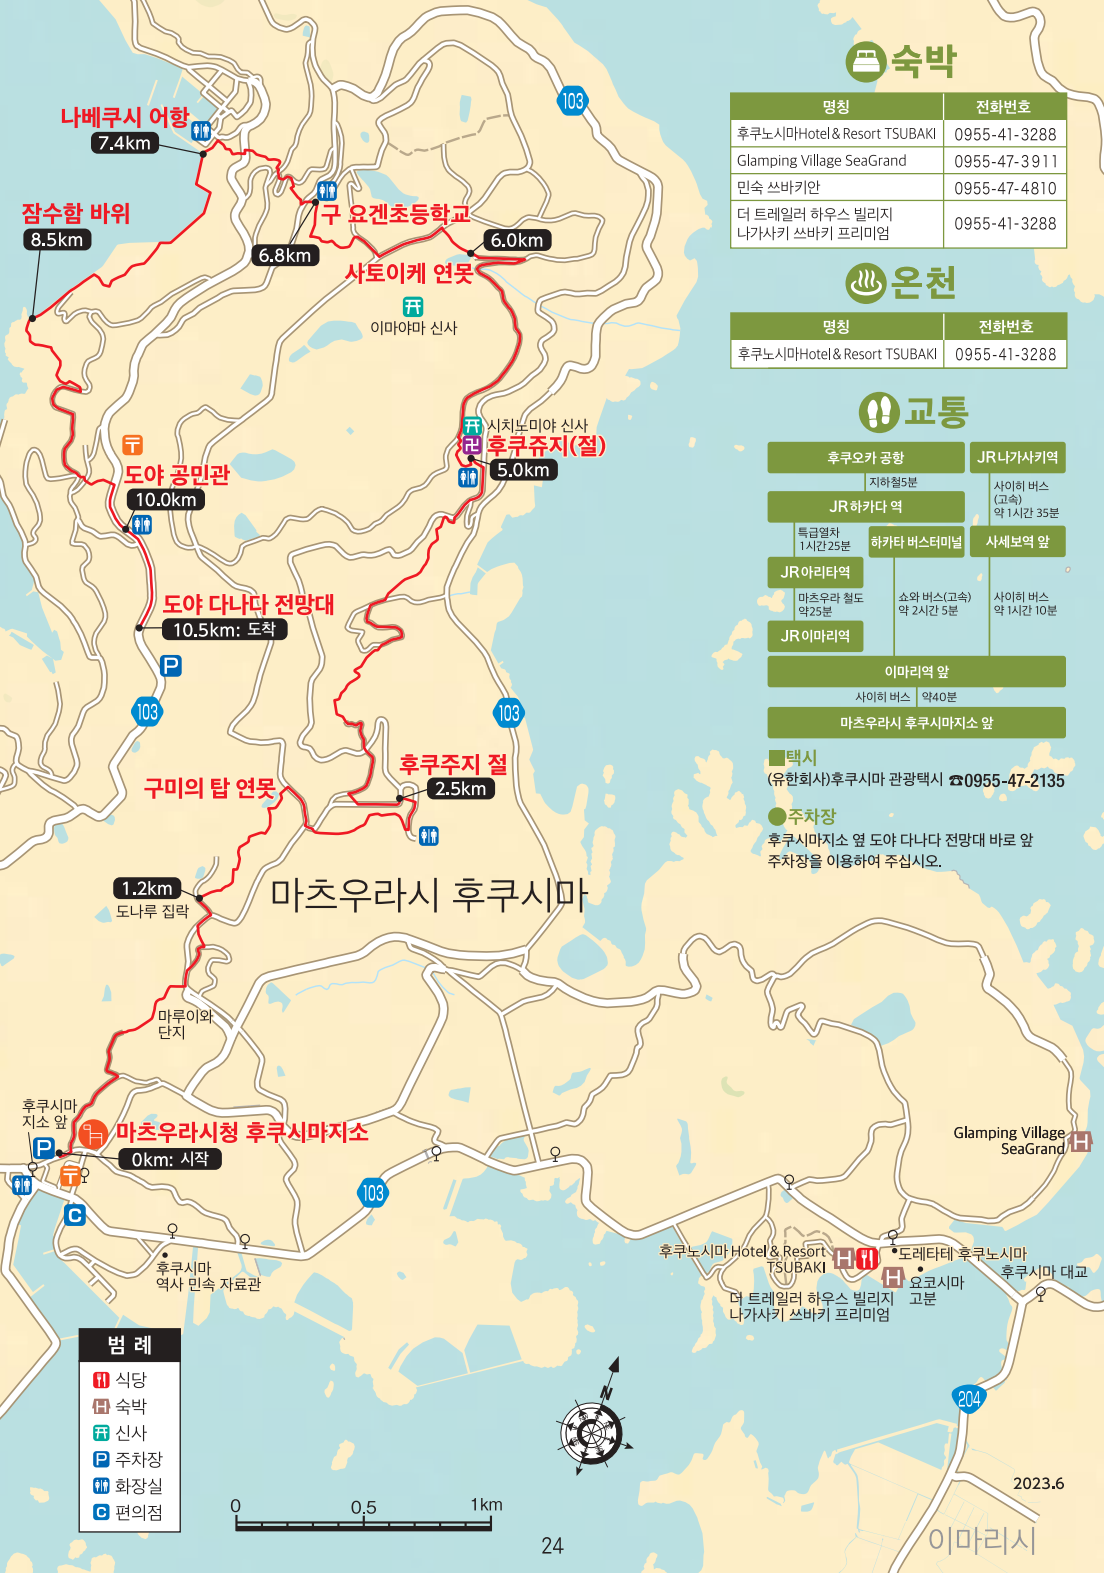 숙박
명칭 전화번호
후쿠노시마Hotel & Resort TSUBAKI 0955-41-3288
Glamping Village SeaGrand 0955-47-3911
민숙 쓰바키안 0955-47-4810
더 트레일러 하우스 빌리지
나가사키 쓰바키 프리미엄 0955-41-3288
온천
명칭 전화번호
후쿠노시마Hotel & Resort TSUBAKI 0955-41-3288
교통
후쿠오카 공항
JR나가사키역
지하철5분
사이히 버스
(고속)
약 1시간 35분
JR하카다 역
특급열차
1시간 25분
하카타 버스터미널
사세보역 앞
JR아리타역
마츠우라 철도
약25분
쇼와 버스(고속)
약 2시간 5분
사이히 버스
약 1시간 10분
JR이마리역
이마리역 앞
사이히 버스 약40분
마츠우라시 후쿠시마지소 앞
■택시
(유한회사)후쿠시마 관광택시 ☎0955-47-2135
●주차장
후쿠시마지소 옆 도야 다나다 전망대 바로 앞
주차장을 이용하여 주십시오.
103
나베쿠시 어항
7.4km
잠수함 바위
8.5km
구 요겐초등학교
6.8km
6.0km
사토이케 연못
이마야마 신사
시치노미야 신사
후쿠쥬지(절)
5.0km
도야 공민관
10.0km
도야 다나다 전망대
10.5km: 도착
P
103
103
후쿠주지 절
2.5km
구미의 탑 연못
1.2km
도나루 집락
마츠우라시 후쿠시마
마루이와
단지
후쿠시마
지소 앞
P
마츠우라시청 후쿠시마지소
0km: 시작
C
103
후쿠시마
역사 민속 자료관
Glamping Village
SeaGrand
H
후쿠노시마 Hotel & Resort
TSUBAKI
H
도레타테 후쿠노시마
H
요코시마
고분
후쿠시마 대교
더 트레일러 하우스 빌리지
나가사키 쓰바키 프리미엄
범 례
식당
H 숙박
신사
P 주차장
화장실
C 편의점
N
204
2023.6
0 0.5 1km
이마리시
24